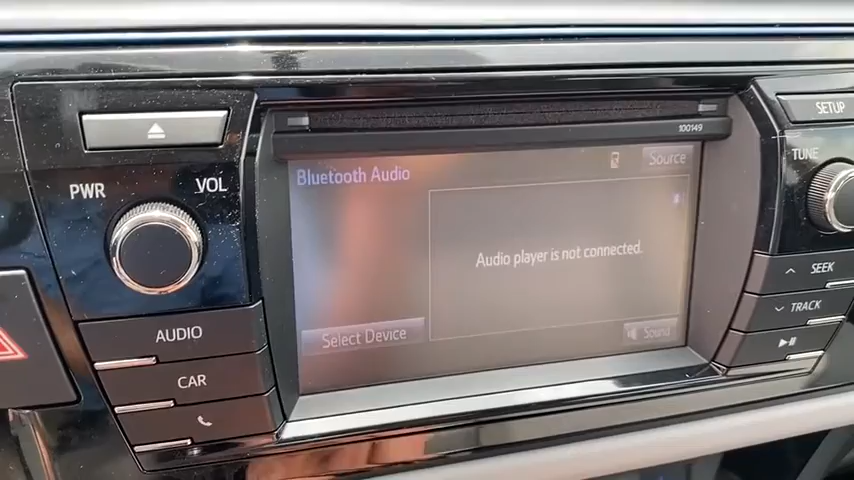 100149
SETUP
PWR
VOL
Bluetooth Audio
Source
TUNE
Audio player is not connected.
Select Device
Sound
AUDIO
CAR
SEEK
TRACK